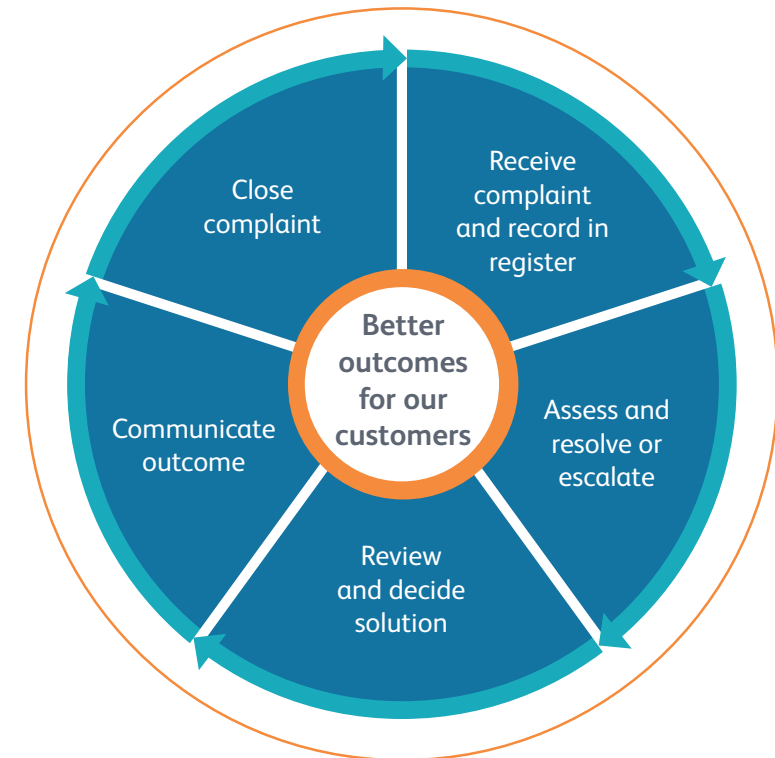 Receive
complaint
and record in
register
Assess and
resolve or
escalate
Review
and decide
solution
Communicate
outcome
Close
complaint
Better
outcomes
for our
customers